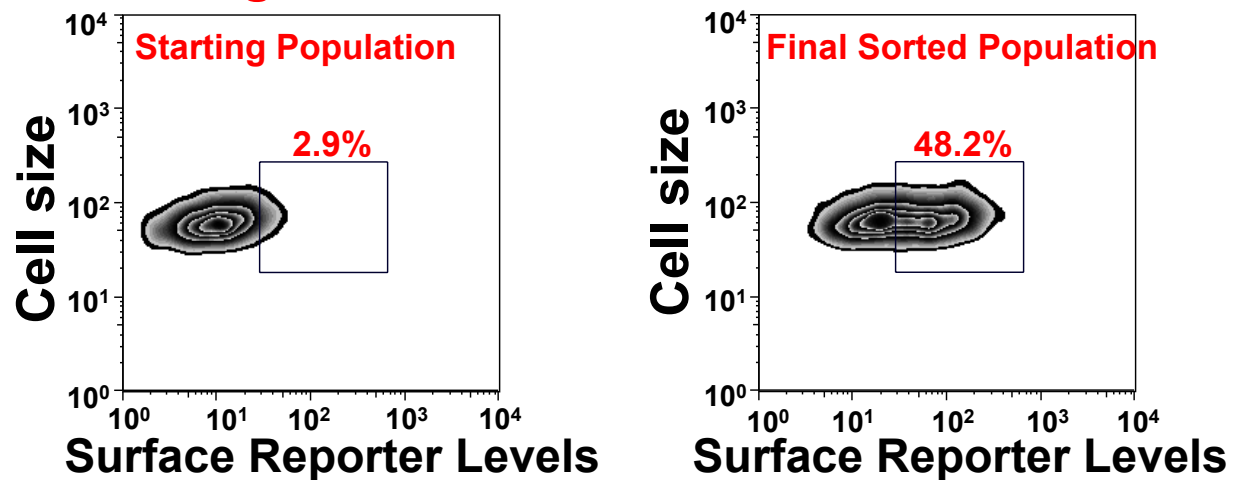 Starting Population
2.9%
Cell size
10⁴
10³
10²
10¹
10⁰
10⁰ 10¹ 10² 10³ 10⁴
Surface Reporter Levels
Final Sorted Population
48.2%
Cell size
10⁴
10³
10²
10¹
10⁰
10⁰ 10¹ 10² 10³ 10⁴
Surface Reporter Levels